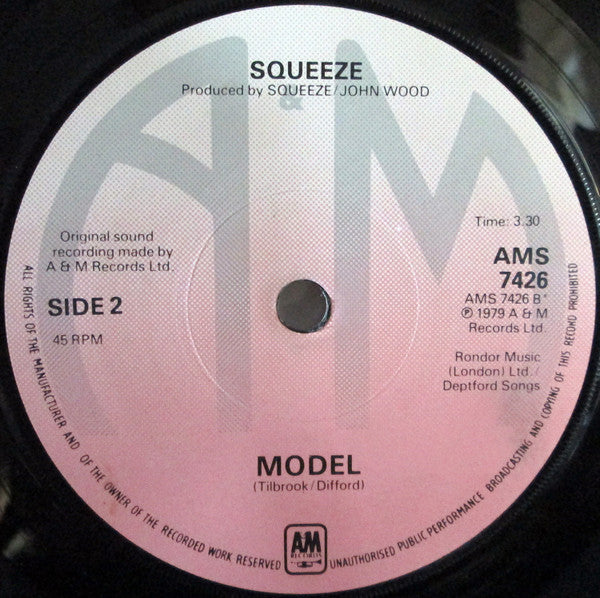 SQUEEZE
Produced by SQUEEZE/JOHN WOOD
A & M
Original sound
recording made by
A & M Records Ltd.
SIDE 2
45 RPM
Time: 3.30
AMS
7426
AMS 7426 B*
Ⓟ 1979 A & M
Records Ltd.
Rondor Music
(London) Ltd./
Deptford Songs
MODEL
(Tilbrook/Difford)
ALL RIGHTS OF THE MANUFACTURER AND OF THE OWNER OF THE RECORDED WORK RESERVED
AM
RECORDS
UNAUTHORISED PUBLIC PERFORMANCE BROADCASTING AND COPYING OF THIS RECORD PROHIBITED